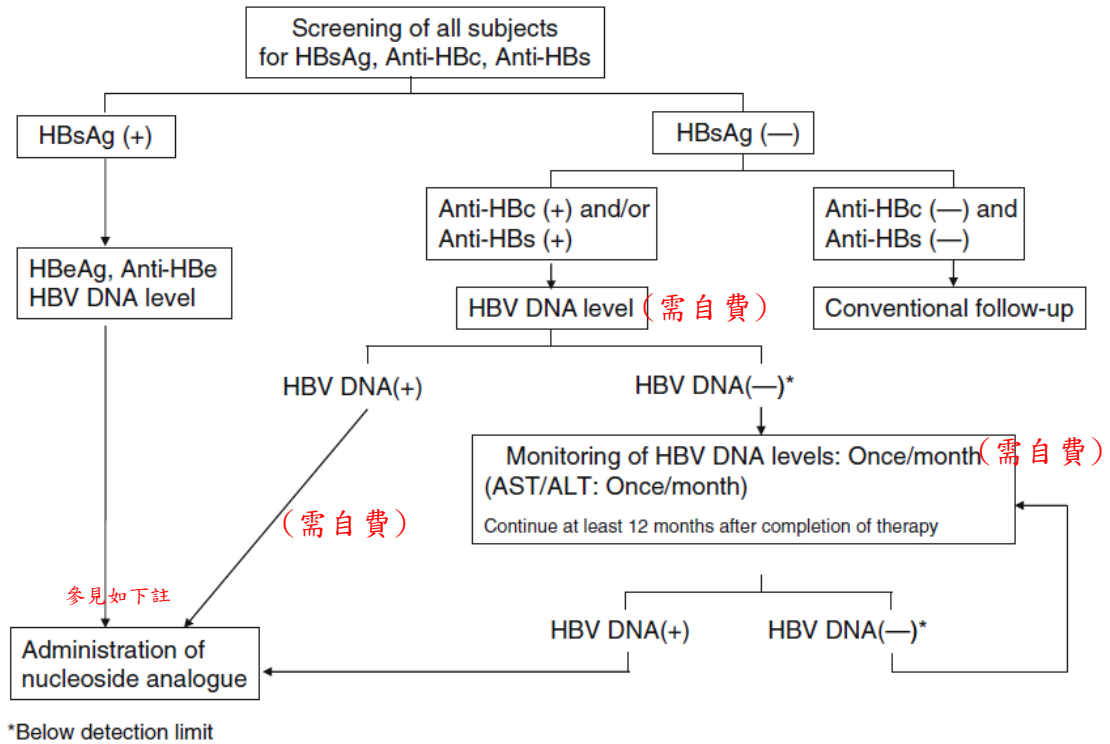 Screening of all subjects
for HBsAg, Anti-HBc, Anti-HBs
HBsAg (+)
HBsAg (—)
Anti-HBc (+) and/or
Anti-HBs (+)
Anti-HBc (—) and
Anti-HBs (—)
HBeAg, Anti-HBe
HBV DNA level
HBV DNA level (需自費)
Conventional follow-up
HBV DNA(+)
HBV DNA(—)*
Monitoring of HBV DNA levels: Once/month (需自費)
(AST/ALT: Once/month)
Continue at least 12 months after completion of therapy
(需自費)
參見如下註
HBV DNA(+)
HBV DNA(—)*
Administration of
nucleoside analogue
*Below detection limit